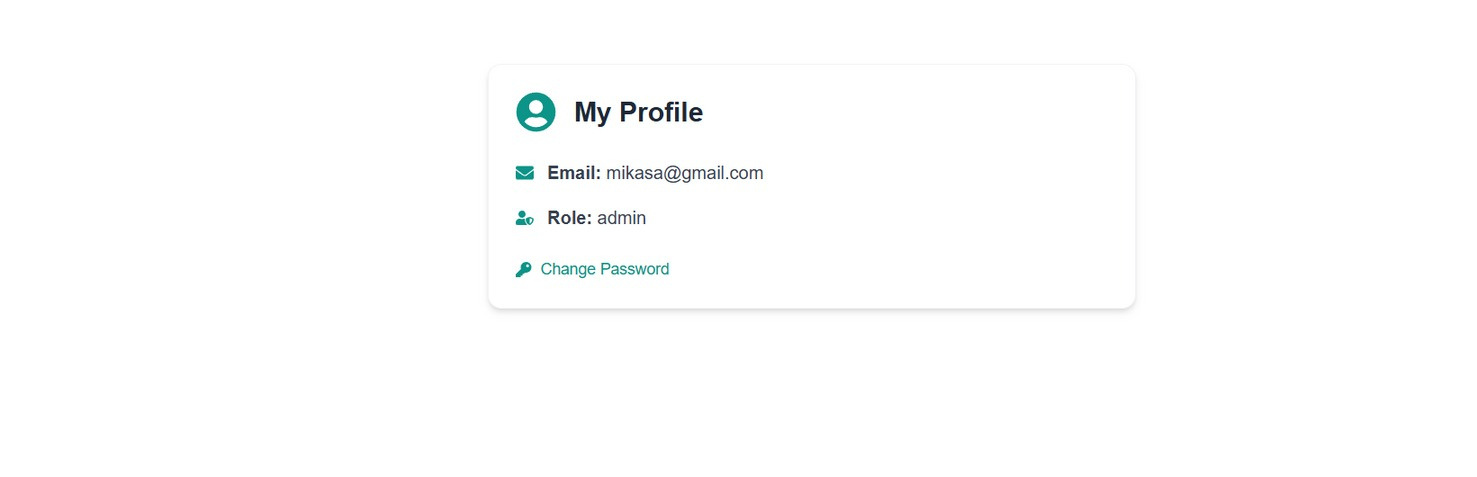 My Profile
Email: mikasa@gmail.com
Role: admin
Change Password